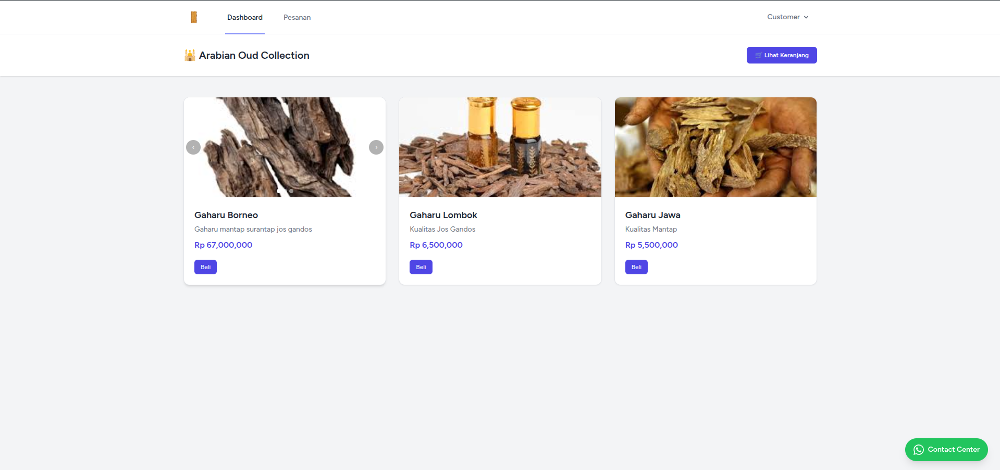 Dashboard
Pesanan
Customer
Arabian Oud Collection
Lihat Keranjang
Gaharu Borneo
Gaharu mantap surantap jos gandos
Rp 67,000,000
Beli
Gaharu Lombok
Kualitas Jos Gandos
Rp 6,500,000
Beli
Gaharu Jawa
Kualitas Mantap
Rp 5,500,000
Beli
Contact Center